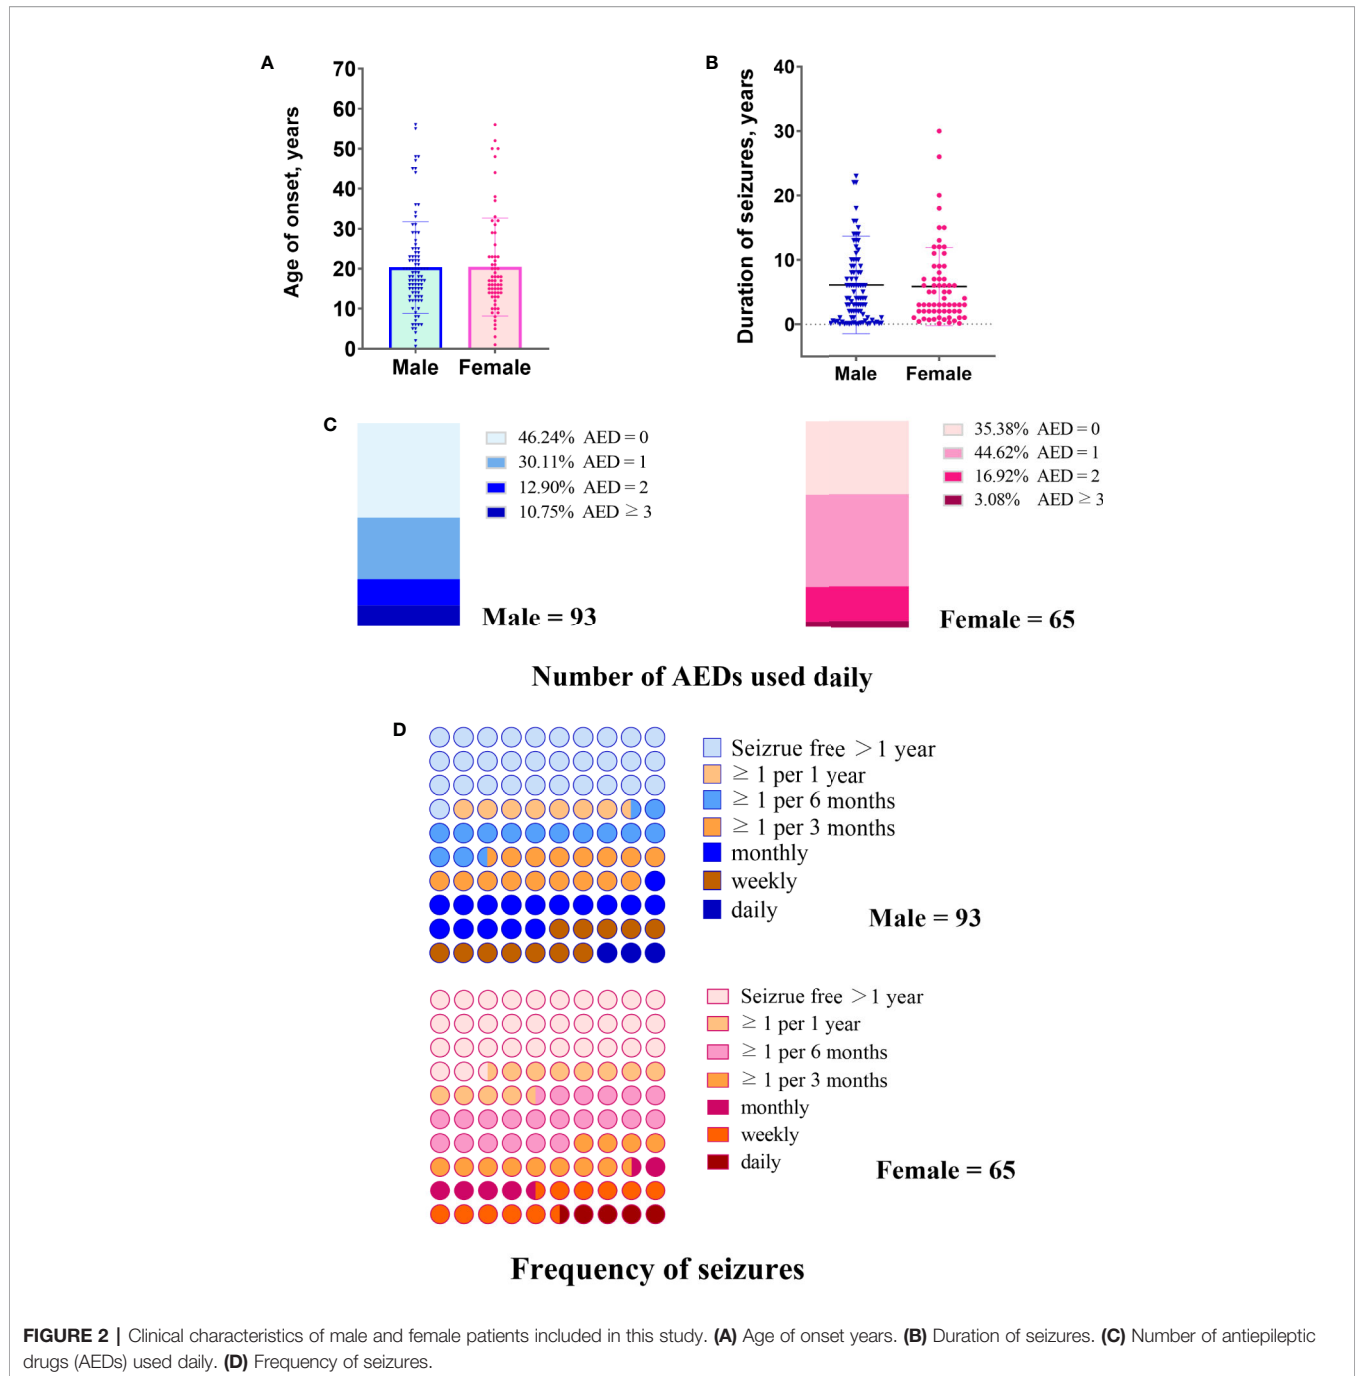 A
70
60
50
40
30
20
10
0
Age of onset, years
Male Female
B
40
30
20
10
0
Duration of seizures, years
Male Female
C
46.24% AED = 0
30.11% AED = 1
12.90% AED = 2
10.75% AED ≥ 3
Male = 93
35.38% AED = 0
44.62% AED = 1
16.92% AED = 2
3.08% AED ≥ 3
Female = 65
Number of AEDs used daily
D
Seizrue free > 1 year
≥ 1 per 1 year
≥ 1 per 6 months
≥ 1 per 3 months
monthly
weekly
daily
Male = 93
Seizrue free > 1 year
≥ 1 per 1 year
≥ 1 per 6 months
≥ 1 per 3 months
monthly
weekly
daily
Female = 65
Frequency of seizures
FIGURE 2 | Clinical characteristics of male and female patients included in this study. (A) Age of onset years. (B) Duration of seizures. (C) Number of antiepileptic
drugs (AEDs) used daily. (D) Frequency of seizures.